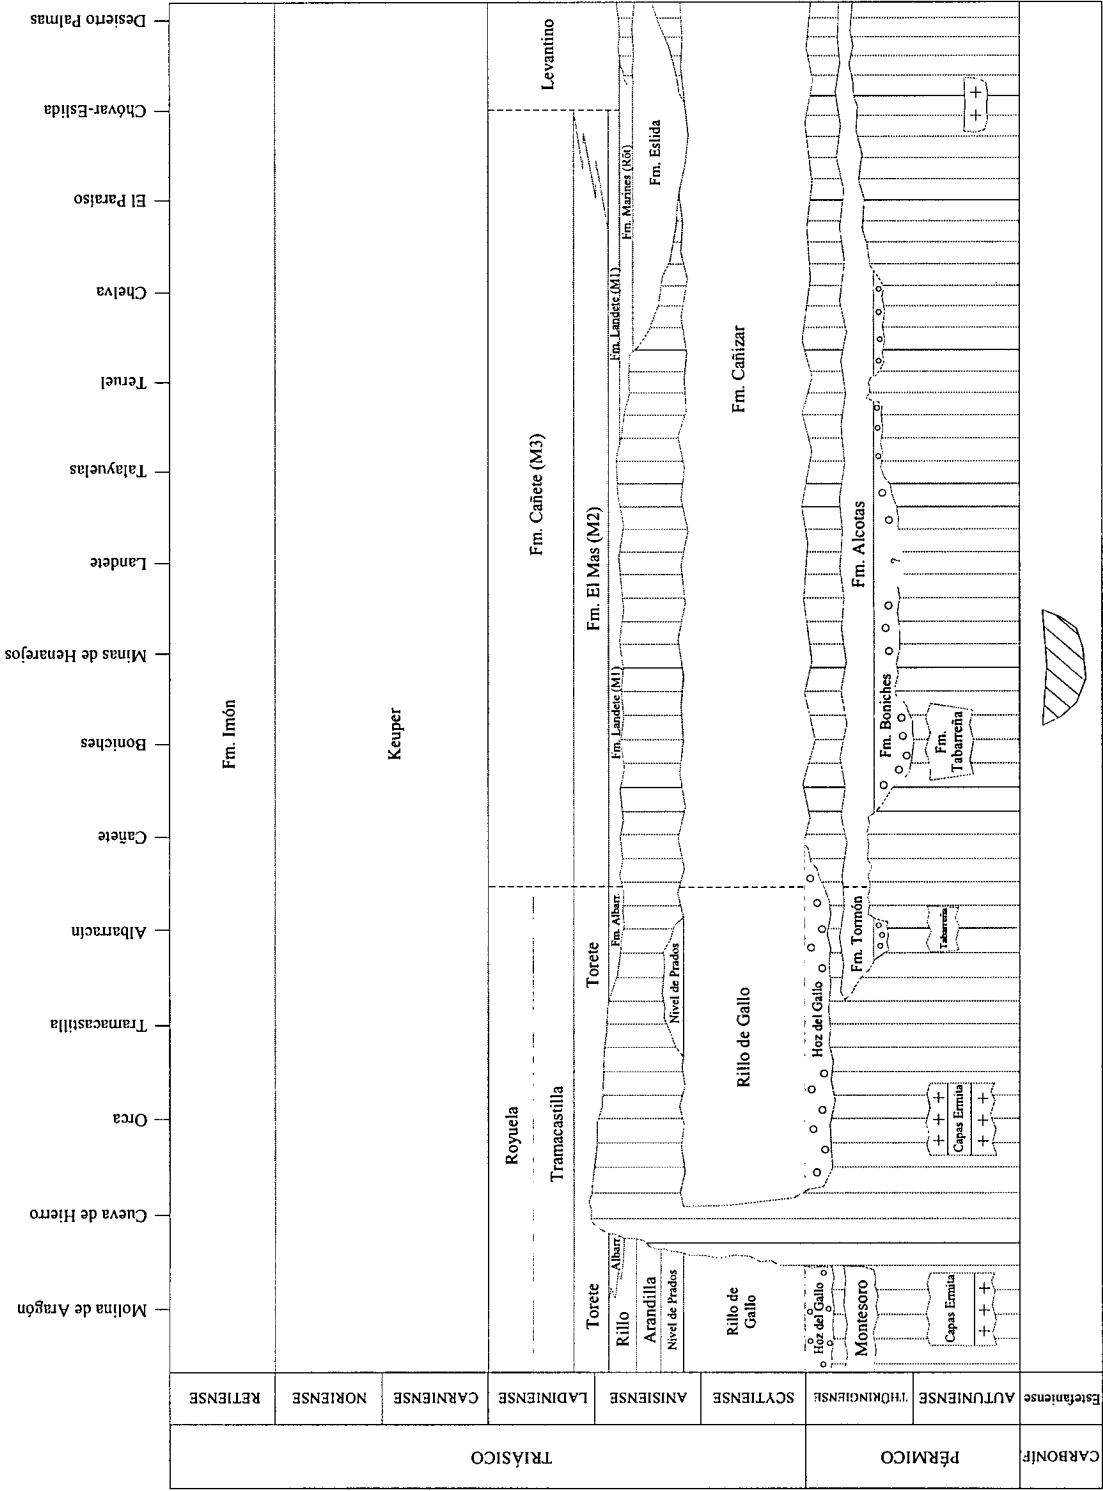 Desierto Palmas
Chóvar-Eslida
El Paraíso
Chelva
Teruel
Talayuelas
Landete
Minas de Henarejos
Boniches
Cañete
Albarracín
Tramacastilla
Orca
Cueva de Hierro
Molina de Aragón
Fm. Imón
Keuper
Levantino
Fm. Cañete (M3)
Royuela
Tramacastilla
Fm. El Mas (M2)
Torete
Torete
Fm. Landete (M1)
Fm. Landete (M1)
Fm. Marines (Röt)
Fm. Albarr.
Albarr.
Rillo
Fm. Eslida
Arandilla
Nivel de Prados
Nivel de Prados
Fm. Cañizar
Rillo de Gallo
Rillo de
Gallo
Hoz del Gallo
Hoz del Gallo
Fm. Alcotas
Fm. Tormón
Montesoro
Fm. Boniches
?
Fm.
Tabarreña
Tabarreña
Capas Ermita
Capas Ermita
RETIENSE
NORIENSE
CARNIENSE
LADINIENSE
ANISIENSE
SCYTIENSE
THÜRINGIENSE
AUTUNIENSE
Estefaniense
TRIÁSICO
PÉRMICO
CARBONÍF.